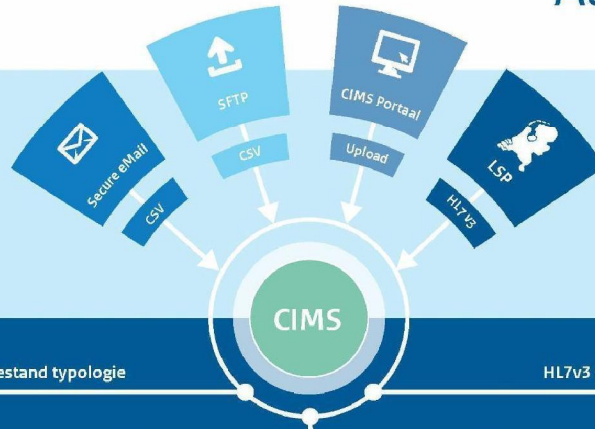 SFTP
CIMS Portaal
Secure eMail
LSP
CSV
Upload
CSV
HL7v3
CIMS
estand typologie
HL7v3